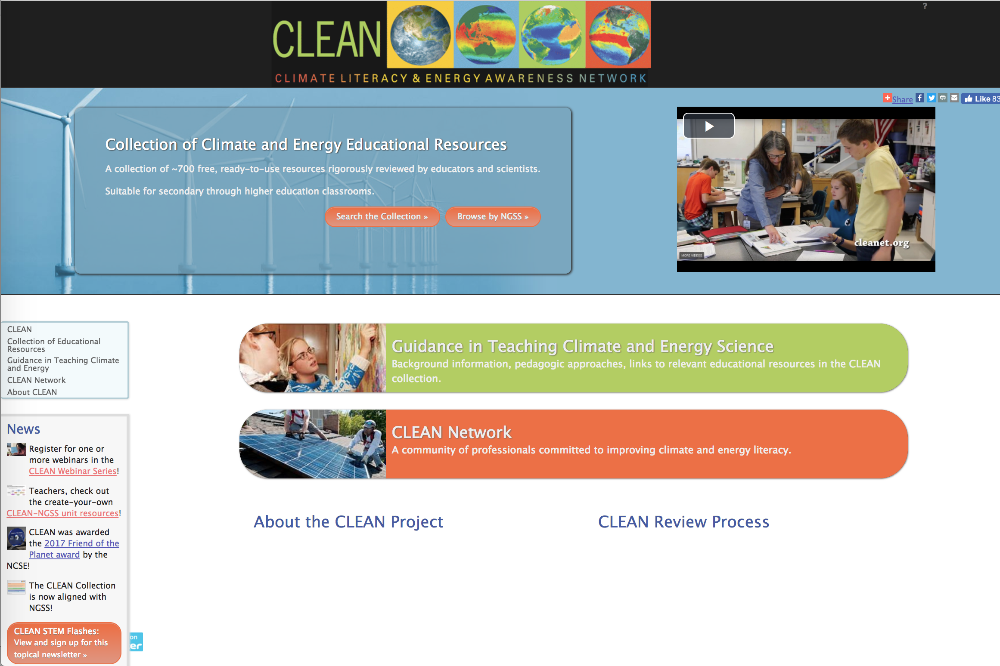 ?
CLEAN
CLIMATE LITERACY & ENERGY AWARENESS NETWORK
Share
Like 83
Collection of Climate and Energy Educational Resources
A collection of ~700 free, ready-to-use resources rigorously reviewed by educators and scientists.
Suitable for secondary through higher education classrooms.
Search the Collection »
Browse by NGSS »
cleanet.org
MORE VIDEOS
CLEAN
Collection of Educational
Resources
Guidance in Teaching Climate
and Energy
CLEAN Network
About CLEAN
Guidance in Teaching Climate and Energy Science
Background information, pedagogic approaches, links to relevant educational resources in the CLEAN
collection.
CLEAN Network
A community of professionals committed to improving climate and energy literacy.
About the CLEAN Project
CLEAN Review Process
News
Register for one or
more webinars in the
CLEAN Webinar Series!
Teachers, check out
the create-your-own
CLEAN-NGSS unit resources!
CLEAN was awarded
the 2017 Friend of the
Planet award by the
NCSE!
The CLEAN Collection
is now aligned with
NGSS!
CLEAN STEM Flashes:
View and sign up for this
topical newsletter »
on
er